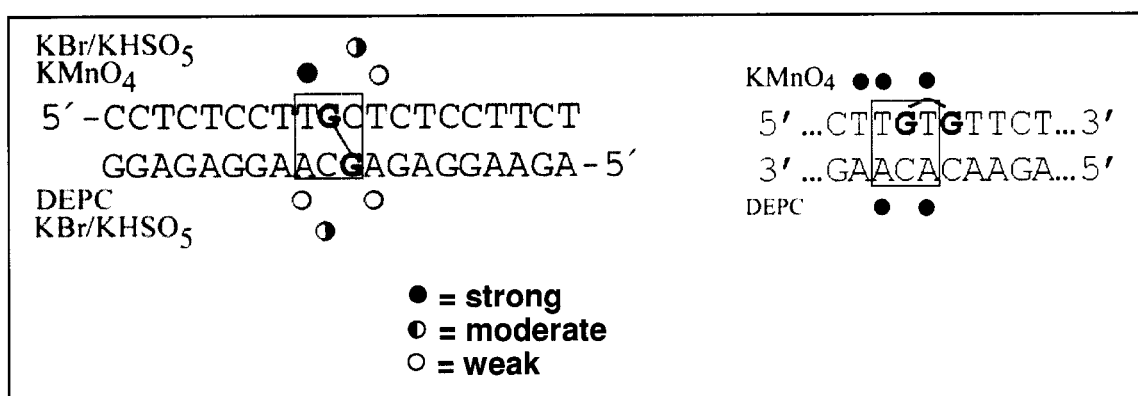 KBr/KHSO5
KMnO4
5´ -CCTCTCCTTGCTCTCCTTCT
GGAGAGGAACGAGAGGAAGA-5´
DEPC
KBr/KHSO5
KMnO4
5′ ...CTTGTGTTCT...3′
3′ ...GAACACAAGA...5′
DEPC
● = strong
◐ = moderate
○ = weak